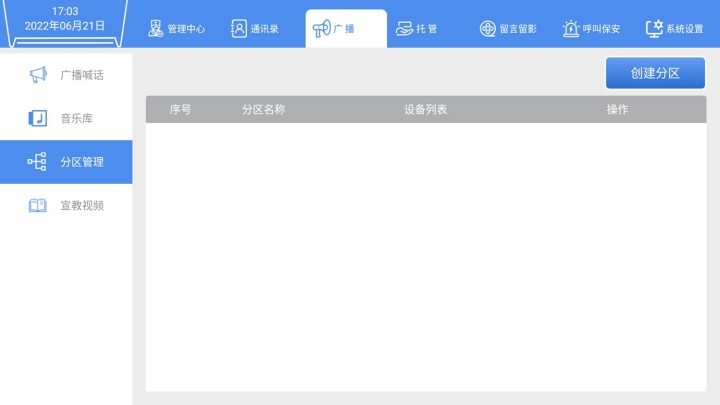 17:03
2022年06月21日
管理中心
通讯录
广播
托管
留言留影
呼叫保安
系统设置
广播喊话
音乐库
分区管理
宣教视频
创建分区
序号 分区名称 设备列表 操作